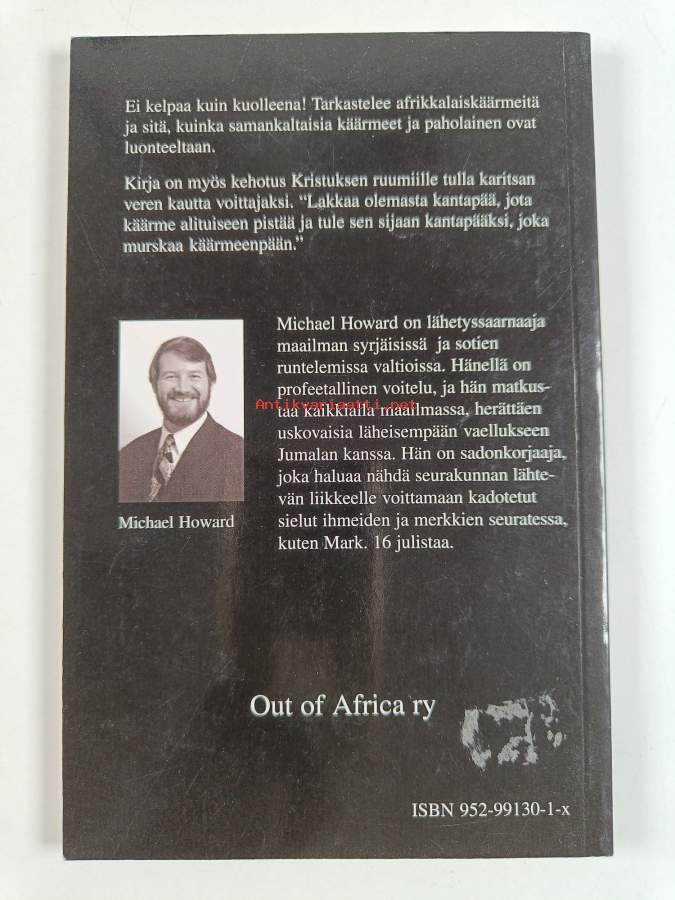 Ei kelpaa kuin kuolleena! Tarkastelee afrikkalaiskäärmeitä
ja sitä, kuinka samankaltaisia käärmeet ja paholainen ovat
luonteeltaan.
Kirja on myös kehotus Kristuksen ruumiille tulla karitsan
veren kautta voittajaksi. “Lakkaa olemasta kantapää, jota
käärme alituiseen pistää ja tule sen sijaan kantapääksi, joka
murskaa käärmeenpään.”
Michael Howard on lähetyssaarnaaja
maailman syrjäisissä ja sotien
runtelemissa valtioissa. Hänellä on
profeetallinen voitelu, ja hän matkus-
Antikvariaatti.net
taa kaikkialla maailmassa, herättäen
uskovaisia läheisempään vaellukseen
Jumalan kanssa. Hän on sadonkorjaaja,
joka haluaa nähdä seurakunnan lähte-
vän liikkeelle voittamaan kadotetut
sielut ihmeiden ja merkkien seuratessa,
kuten Mark. 16 julistaa.
Michael Howard
Out of Africa ry
ISBN 952-99130-1-x